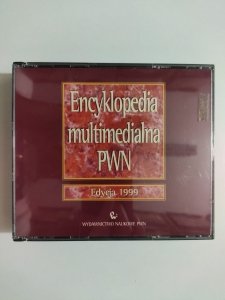 Encyklopedia
multimedialna
PWN
Edycja 1999
WYDAWNICTWO NAUKOWE PWN